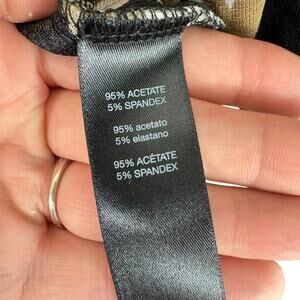 95% ACETATE
5% SPANDEX
95% acetato
5% elastano
95% ACÉTATE
5% SPANDEX